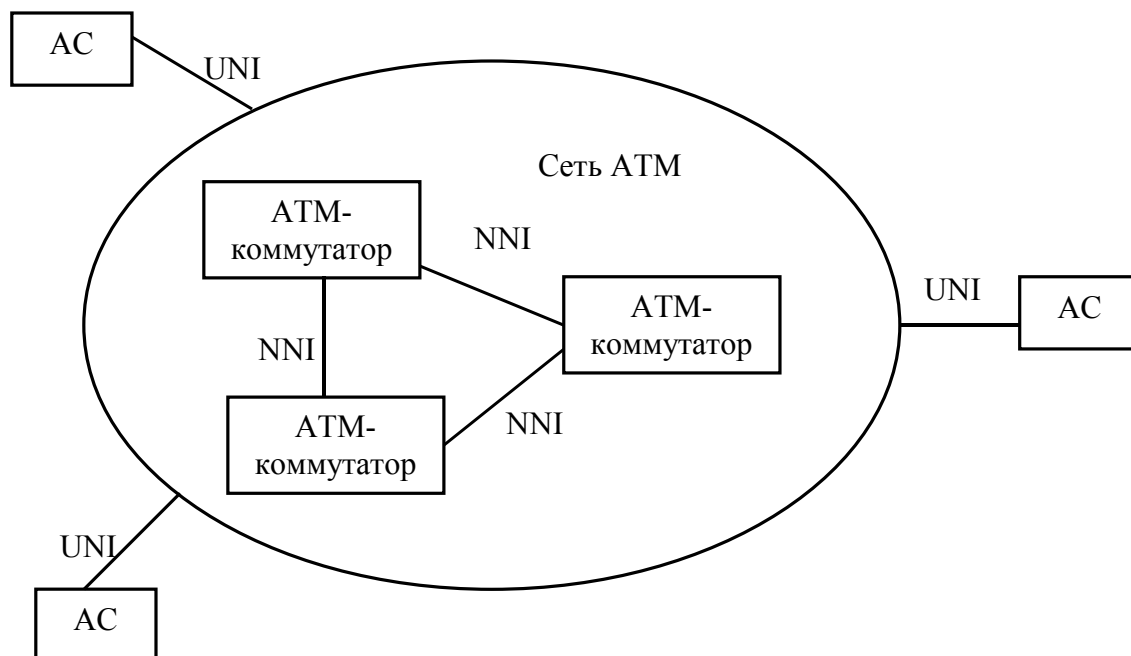 АС
UNI
Сеть АТМ
АТМ-
коммутатор
NNI
UNI
АС
АТМ-
коммутатор
NNI
АТМ-
коммутатор
NNI
UNI
АС